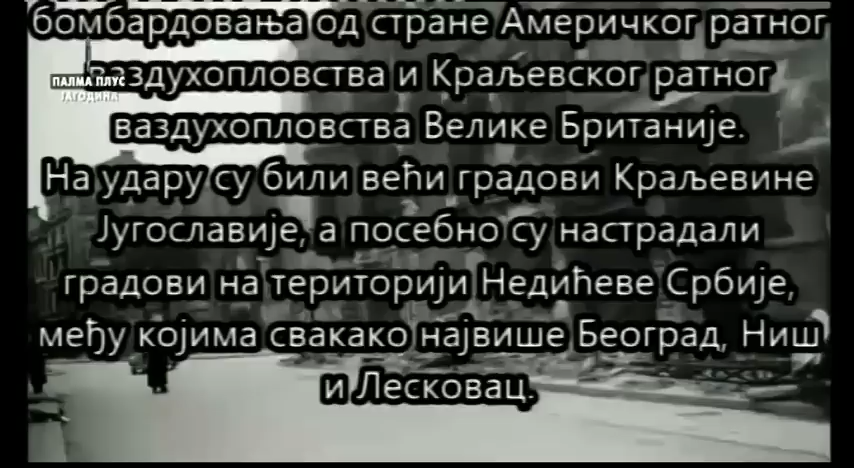 бомбардовања од стране Америчког ратног
ваздухопловства и Краљевског ратног
ваздухопловства Велике Британије.
На удару су били већи градови Краљевине
Југославије, а посебно су настрадали
градови на територији Недићеве Србије,
међу којима свакако највише Београд, Ниш
и Лесковац.
ПАЛМА ПЛУС
ЈАГОДИНА